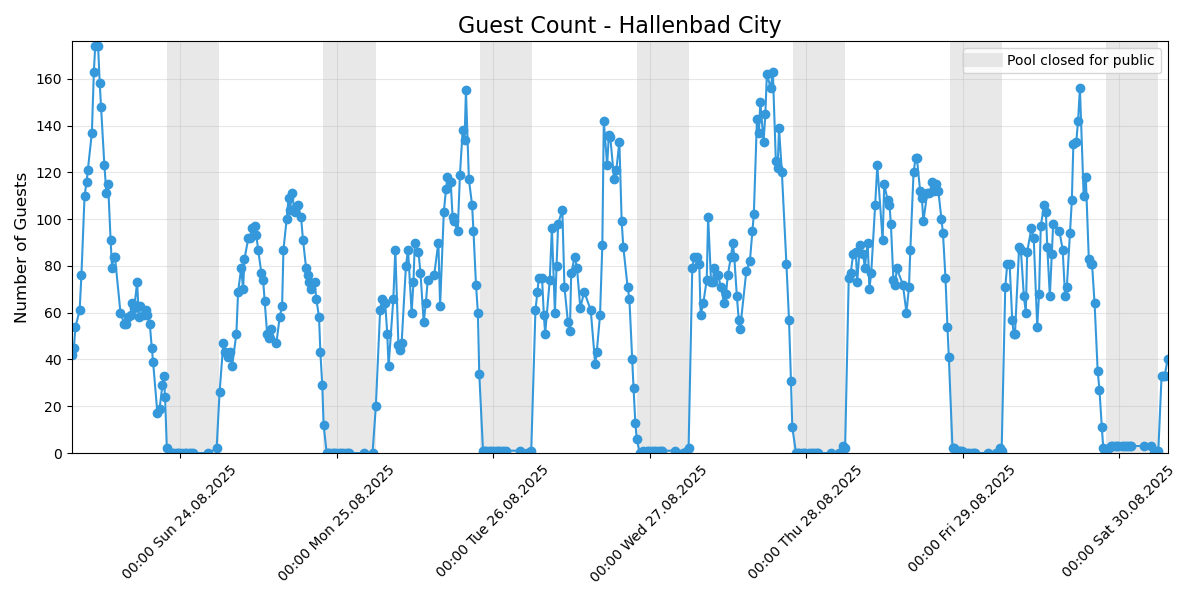 Guest Count - Hallenbad City
Pool closed for public
Number of Guests
160
140
120
100
80
60
40
20
0
00:00 Sun 24.08.2025
00:00 Mon 25.08.2025
00:00 Tue 26.08.2025
00:00 Wed 27.08.2025
00:00 Thu 28.08.2025
00:00 Fri 29.08.2025
00:00 Sat 30.08.2025